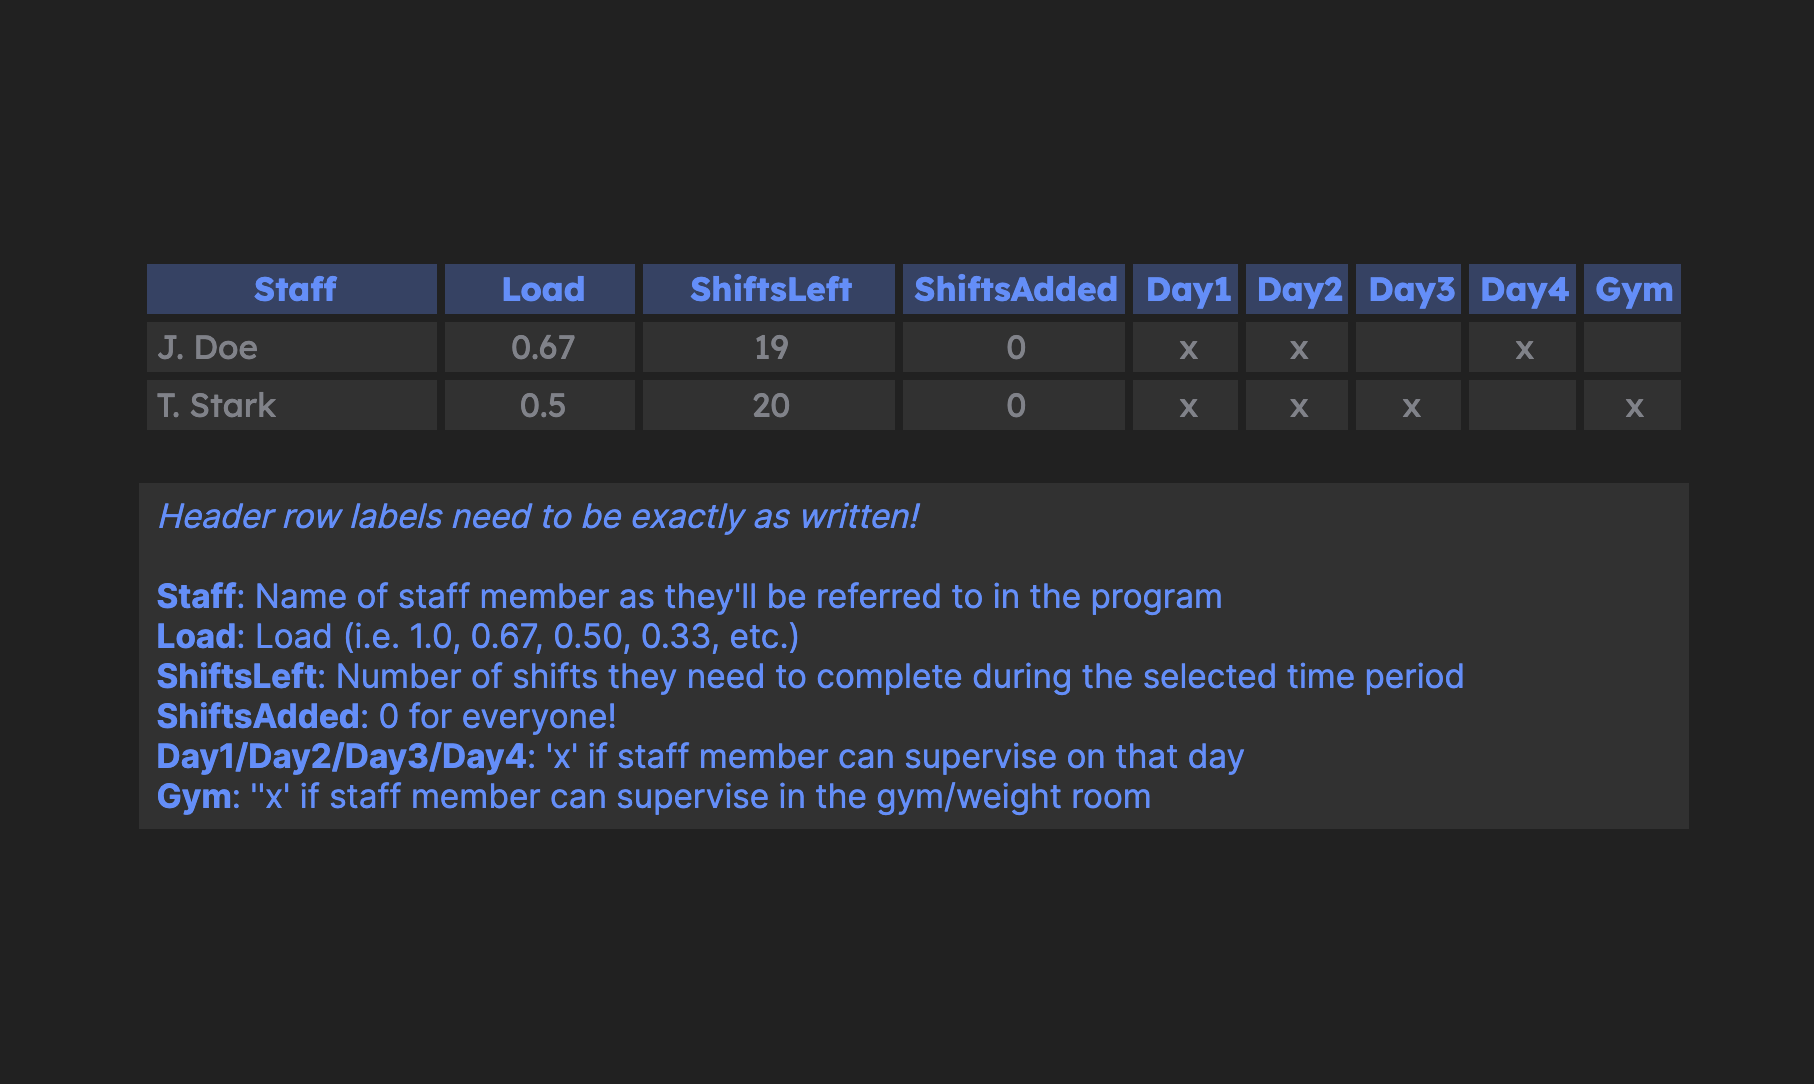 Staff Load ShiftsLeft ShiftsAdded Day1 Day2 Day3 Day4 Gym
J. Doe 0.67 19 0 x x x
T. Stark 0.5 20 0 x x x x
Header row labels need to be exactly as written!
Staff: Name of staff member as they'll be referred to in the program
Load: Load (i.e. 1.0, 0.67, 0.50, 0.33, etc.)
ShiftsLeft: Number of shifts they need to complete during the selected time period
ShiftsAdded: 0 for everyone!
Day1/Day2/Day3/Day4: 'x' if staff member can supervise on that day
Gym: ''x' if staff member can supervise in the gym/weight room